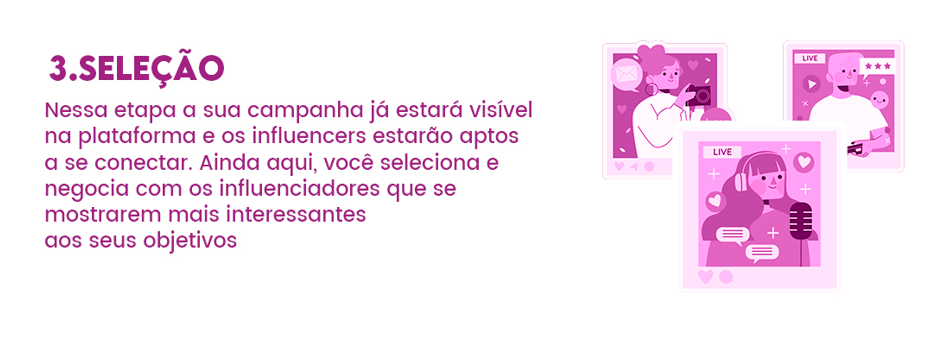 3.SELEÇÃO
Nessa etapa a sua campanha já estará visível
na plataforma e os influencers estarão aptos
a se conectar. Ainda aqui, você seleciona e
negocia com os influenciadores que se
mostrarem mais interessantes
aos seus objetivos
LIVE
LIVE